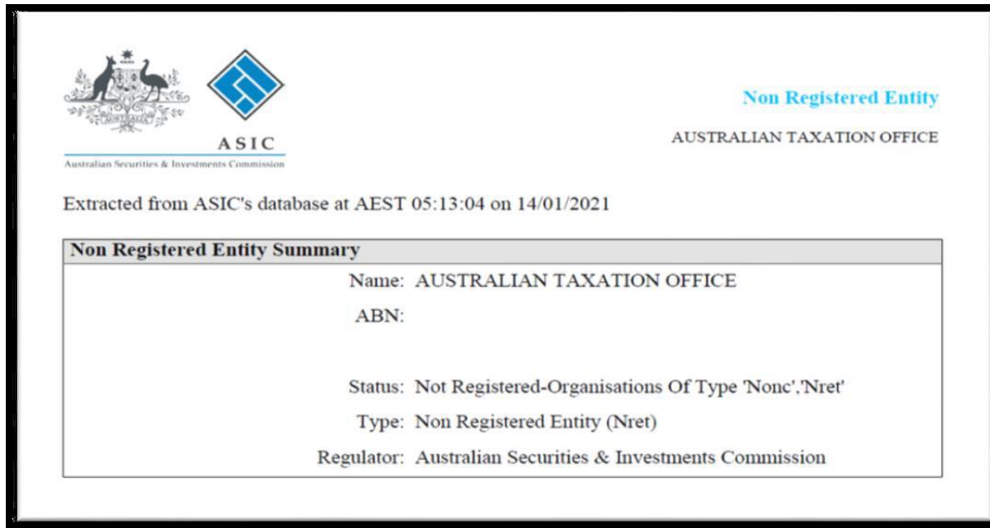 AUSTRALIA
ASIC
Australian Securities & Investments Commission
Non Registered Entity
AUSTRALIAN TAXATION OFFICE
Extracted from ASIC's database at AEST 05:13:04 on 14/01/2021
Non Registered Entity Summary
Name: AUSTRALIAN TAXATION OFFICE
ABN:
Status: Not Registered-Organisations Of Type 'Nonc','Nret'
Type: Non Registered Entity (Nret)
Regulator: Australian Securities & Investments Commission